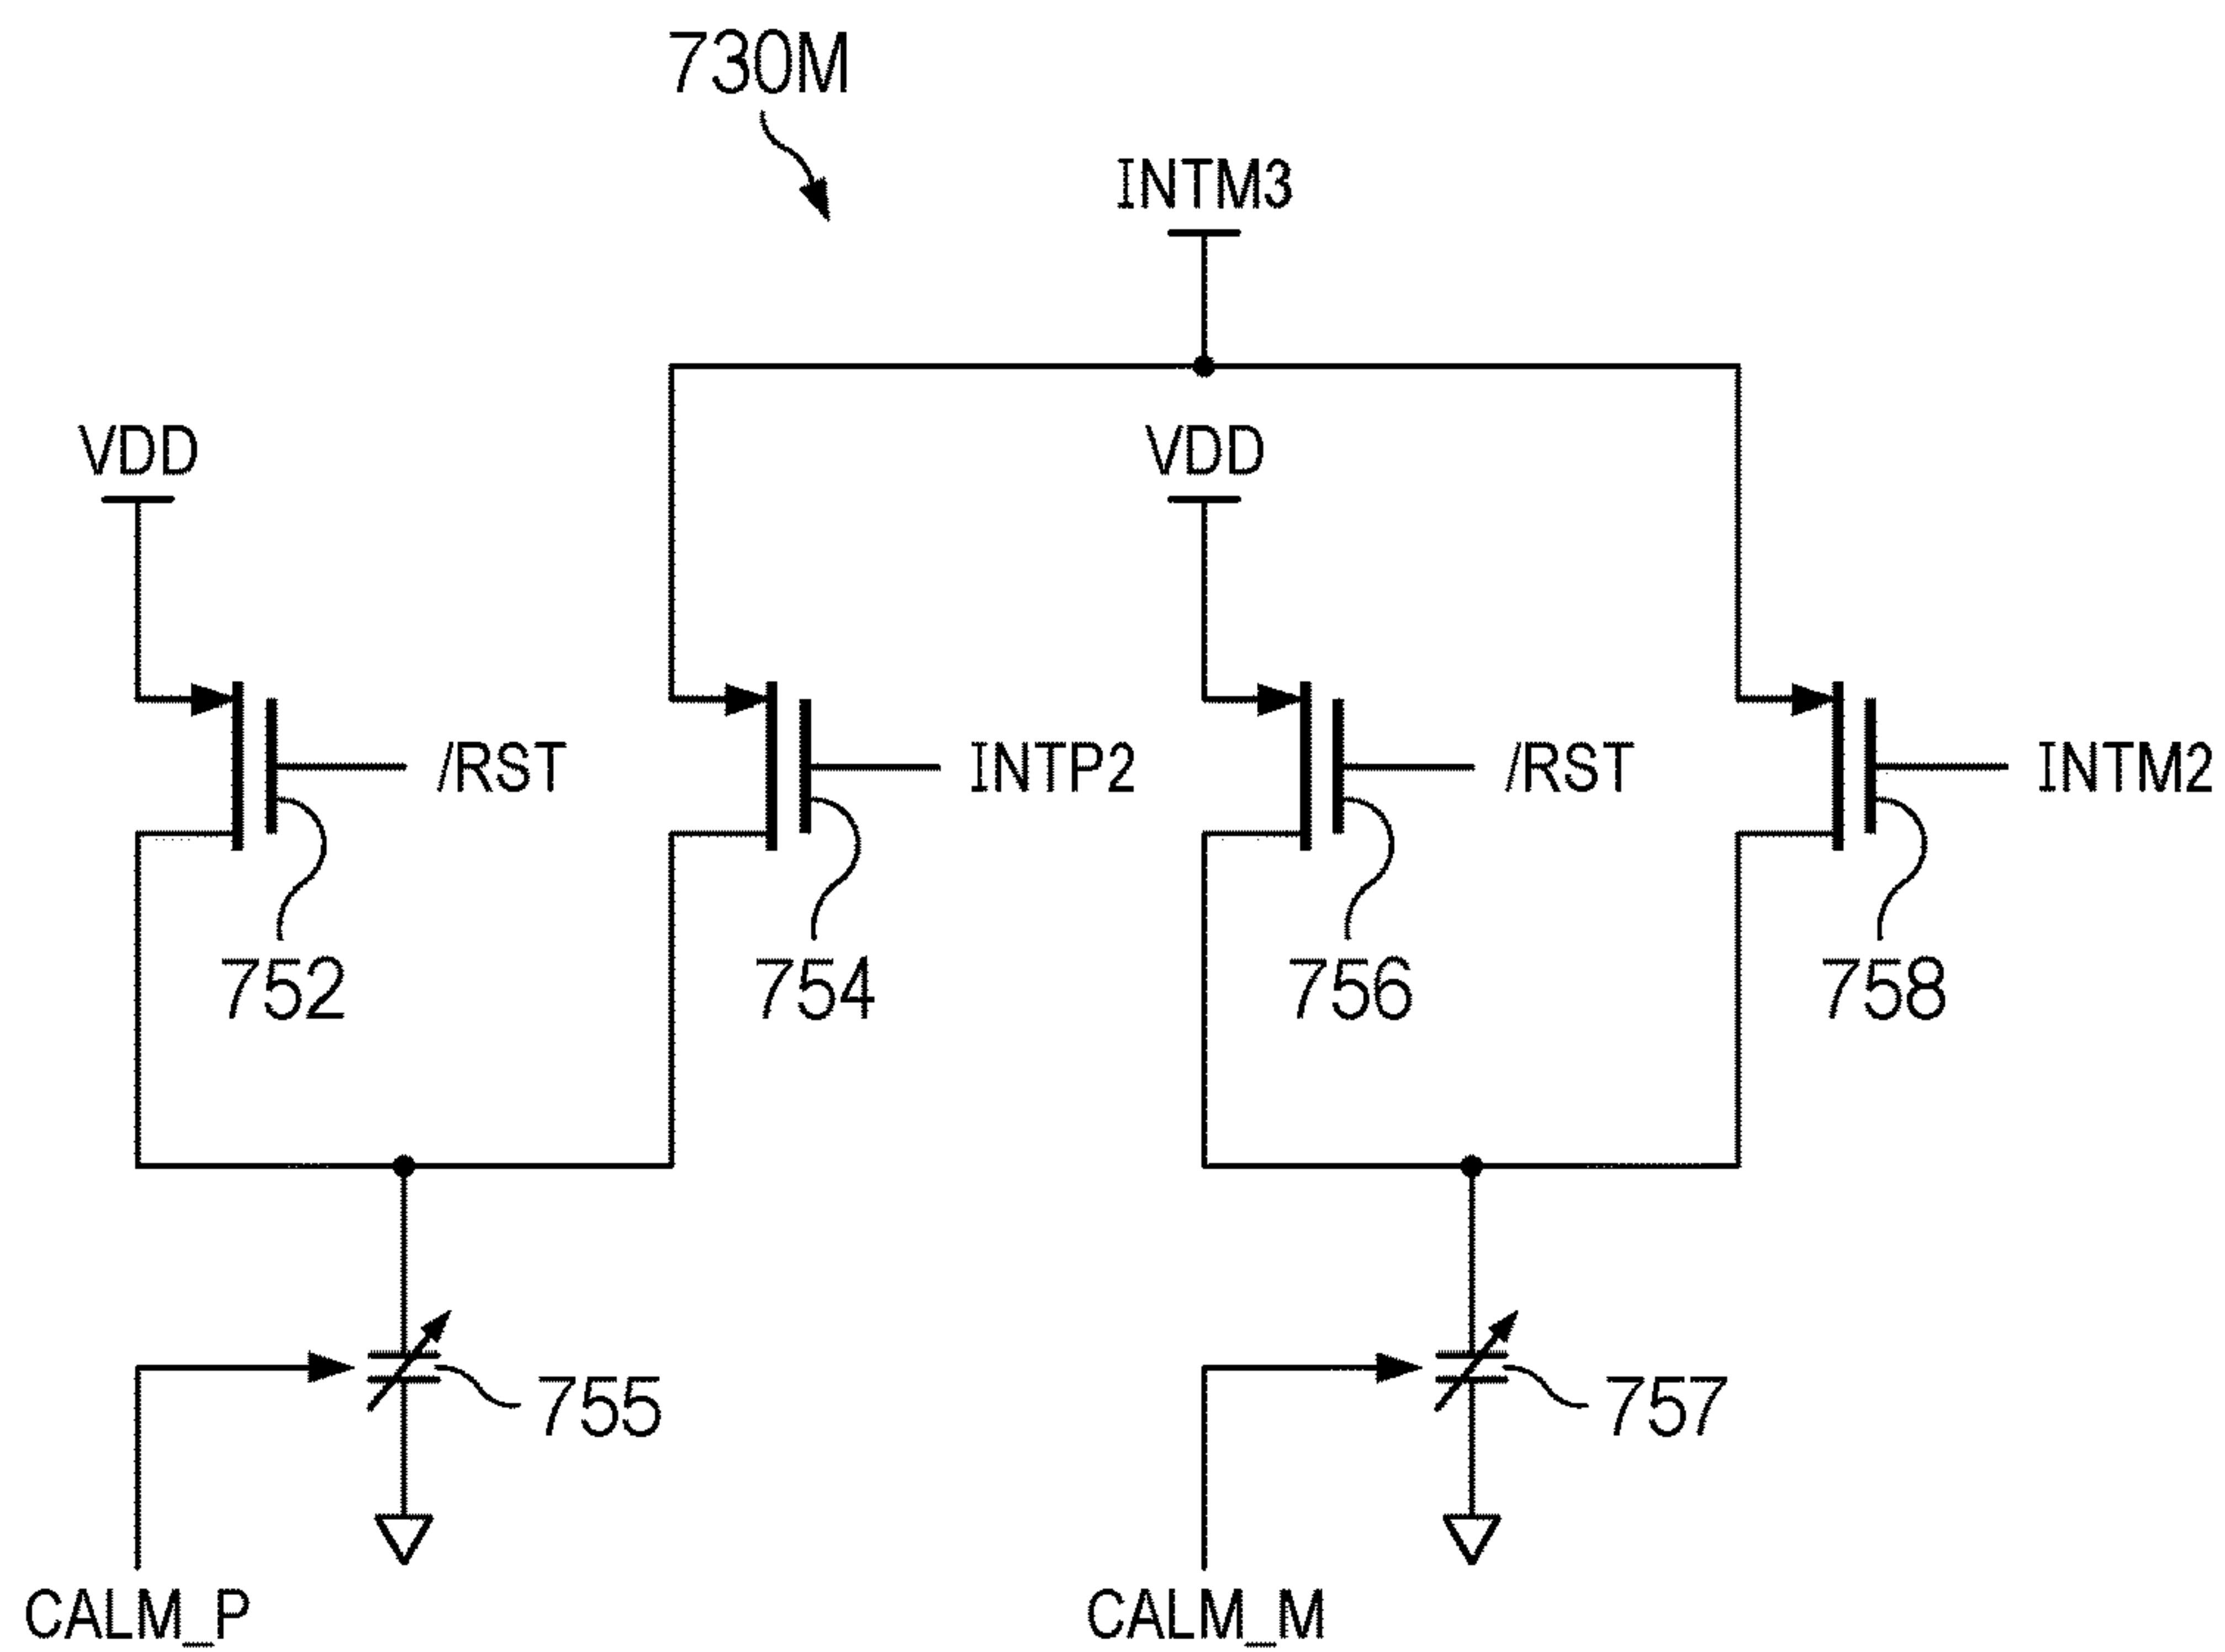 730M
INTM3
VDD
VDD
/RST
INTP2
/RST
INTM2
752
754
756
758
755
757
CALM_P
CALM_M